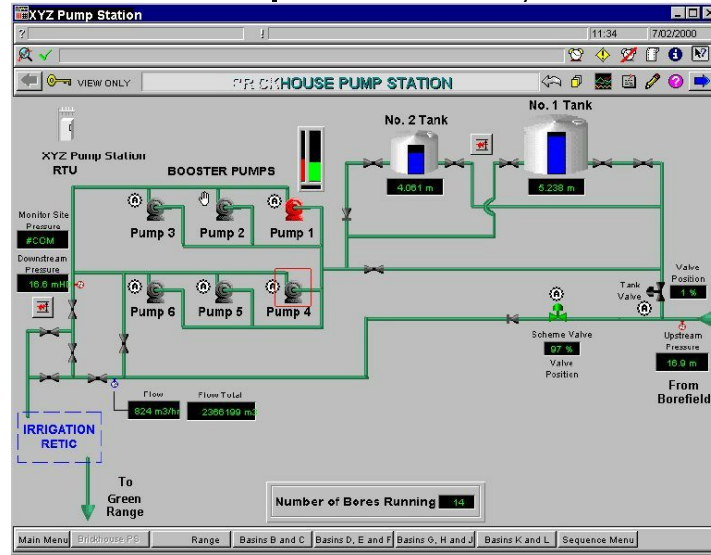 XYZ Pump Station
?
11:34
7/02/2000
VIEW ONLY
HOUSE PUMP STATION
No. 1 Tank
No. 2 Tank
XYZ Pump Station
RTU
BOOSTER PUMPS
4.061 m
5.238 m
A
A
Pump 3
Pump 2
Pump 1
Monitor Site
Pressure
#COM
Downstream
Pressure
16.6 mH
A
A
A
Pump 6
Pump 5
Pump 4
Tank
Valve
A
Valve
Position
1 %
A
Scheme Valve
97 %
Valve
Position
Upstream
Pressure
16.9 m
From
Borefield
Flow
824 m3/hr
Flow Total
2366199 m
IRRIGATION
RETIC
To
Green
Range
Number of Bores Running 14
Main Menu
Brickhouse PS
Range
Basins B and C
Basins D, E and F
Basins G, H and J
Basins K and L
Sequence Menu